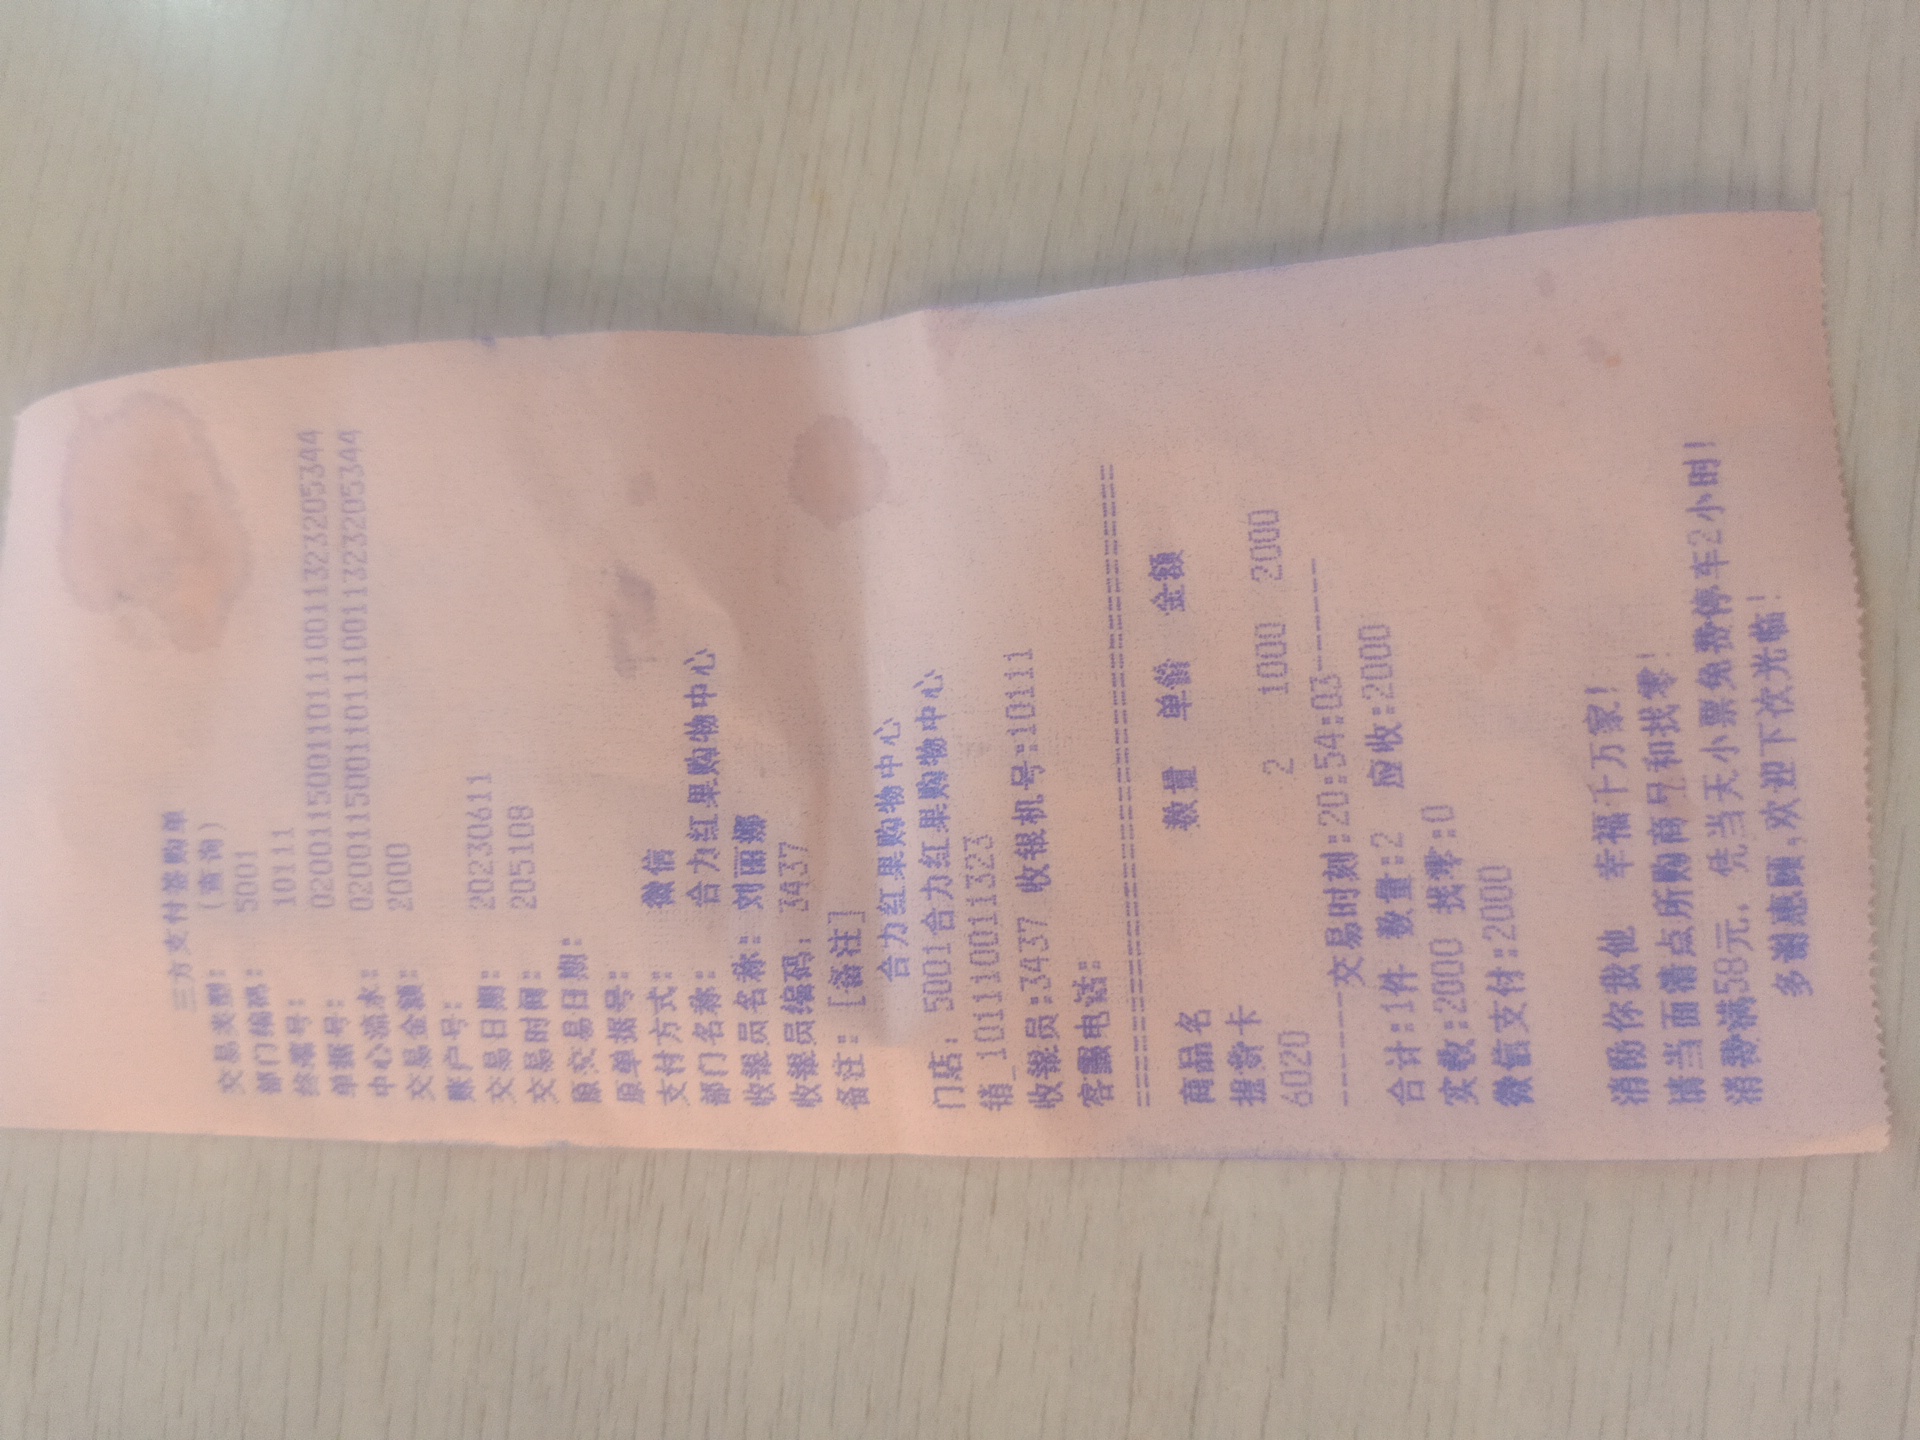 三方支付签购单
(查询)
交易类型: 5001
部门编码: 10111
终端号: 0200115001101110011323205344
单据号: 0200115001101110011323205344
中心流水: 2000
交易金额:
账户号: 20230611
交易日期: 205108
交易时间:
原交易日期:
原单据号:
支付方式: 微信
部门名称: 合力红果购物中心
收银员名称: 刘丽娜
收银员编码: 3437
备注: [备注]
合力红果购物中心
门店: 5001合力红果购物中心
销_101110011323
收银员:3437 收银机号:10111
客服电话:
================================
商品名 数量 单价 金额
提货卡
6020 2 1000 2000
------交易时刻:20:54:03------
合计:1件 数量:2 应收:2000
实收:2000 找零:0
微信支付:2000
消防你我他 幸福千万家!
请当面清点所购商品和找零!
消费满58元,凭当天小票免费停车2小时!
多谢惠顾,欢迎下次光临!